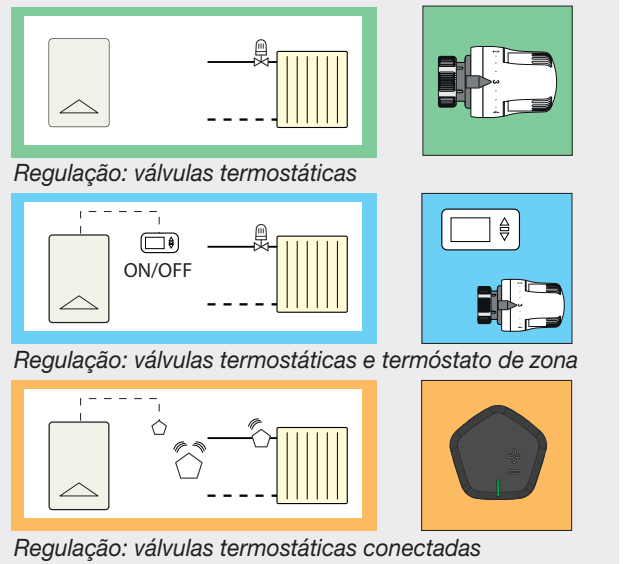 Regulação: válvulas termostáticas
ON/OFF
Regulação: válvulas termostáticas e termóstato de zona
Regulação: válvulas termostáticas conectadas